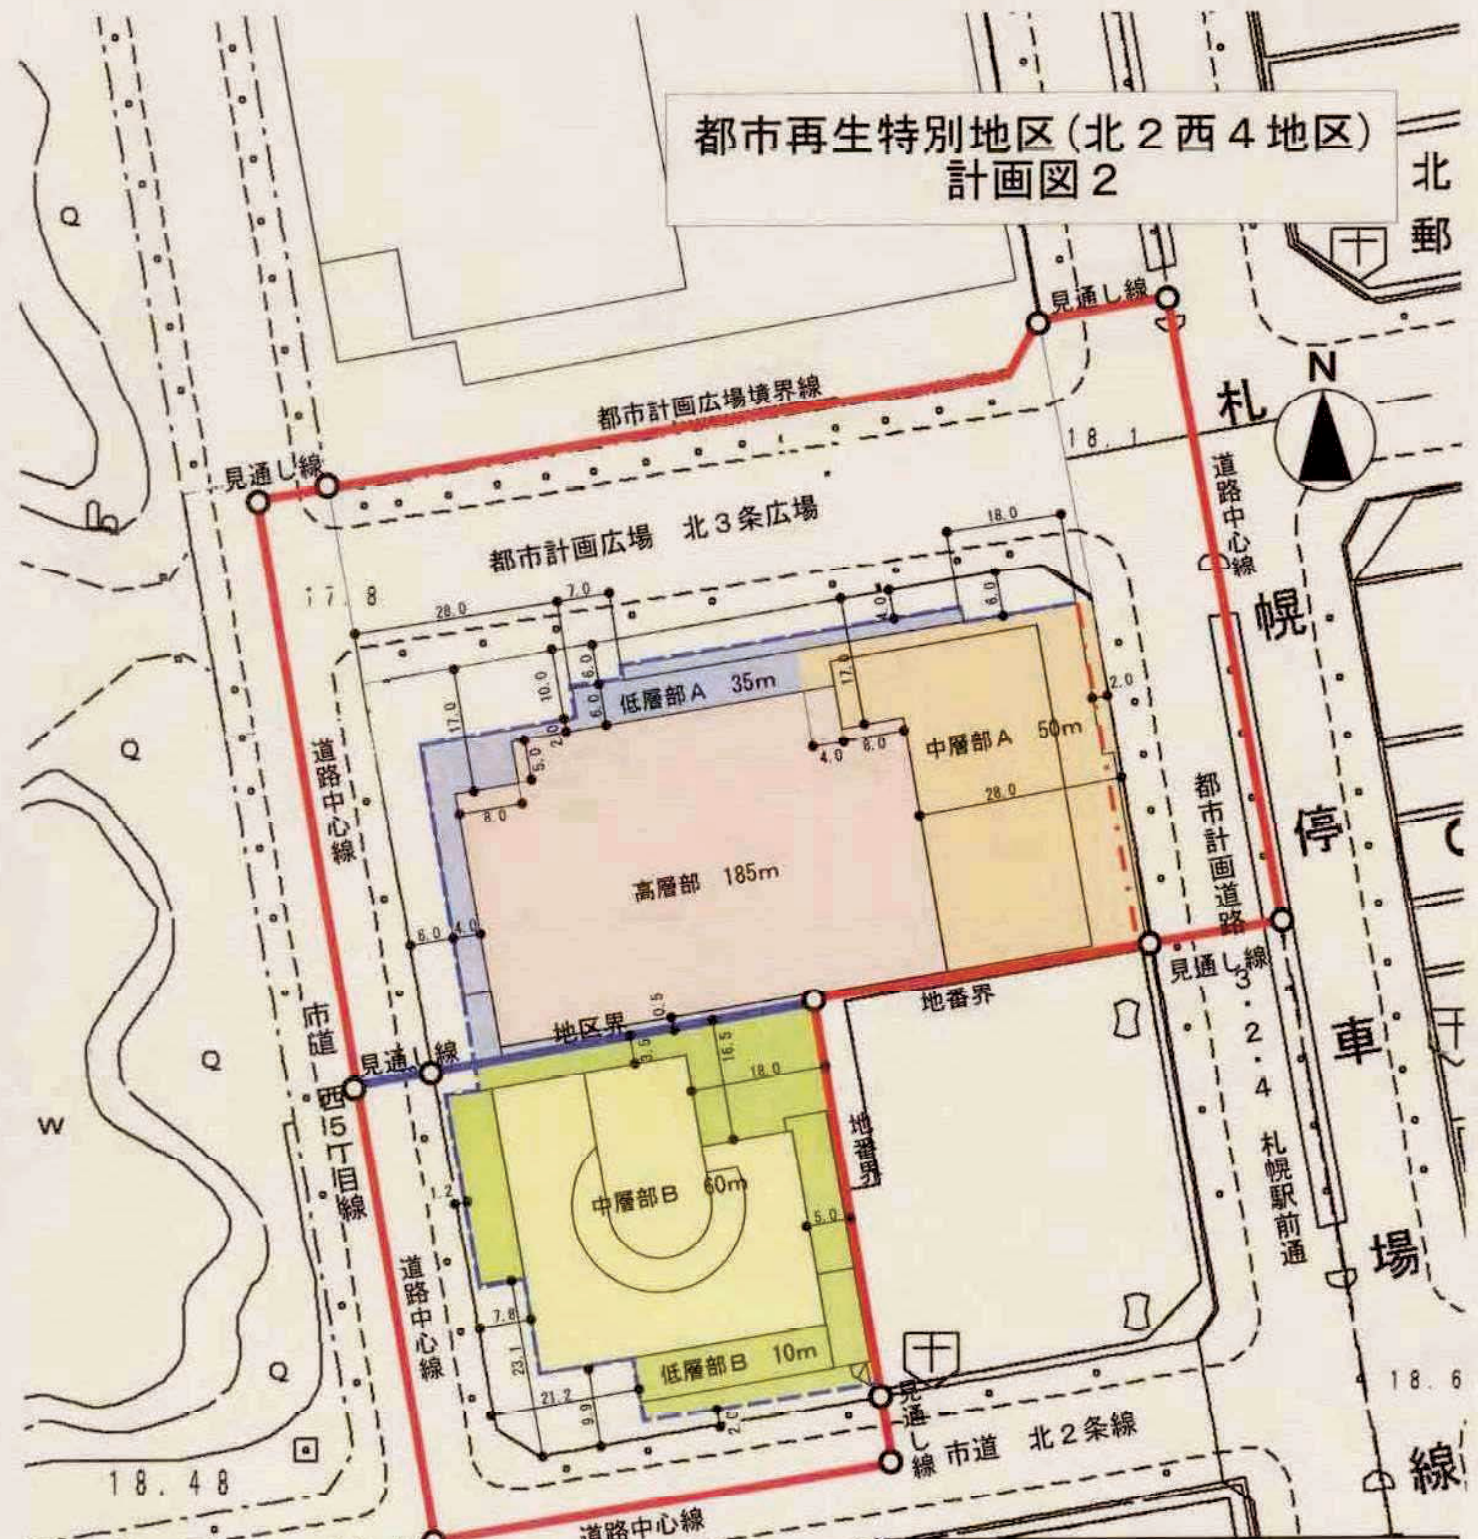 都市再生特別地区(北2西4地区)
計画図2
北
郵
Q
見通し線
N
札
都市計画広場境界線
18.1
見通し線
道路中心線
都市計画広場 北3条広場
18.0
17.8
28.0
7.0
4.0
6.0
幌
10.0
6.0
6.0
17.0
2.0
低層部A 35m
17.0
2.0
5.0
中層部A 50m
4.0
8.0
Q
道路中心線
8.0
28.0
都市計画道路
停
高層部 185m
6.0
4.0
見通し線
3・2・4 札幌駅前通
地番界
0.5
地区界
市道 西5丁目線
見通し線
車
3.5
16.5
18.0
Q
W
地番界
中層部B 60m
1.2
5.0
道路中心線
場
7.8
23.1
低層部B 10m
Q
21.2
9.9
2.0
見通し線
18.6
市道 北2条線
線
18.48
道路中心線